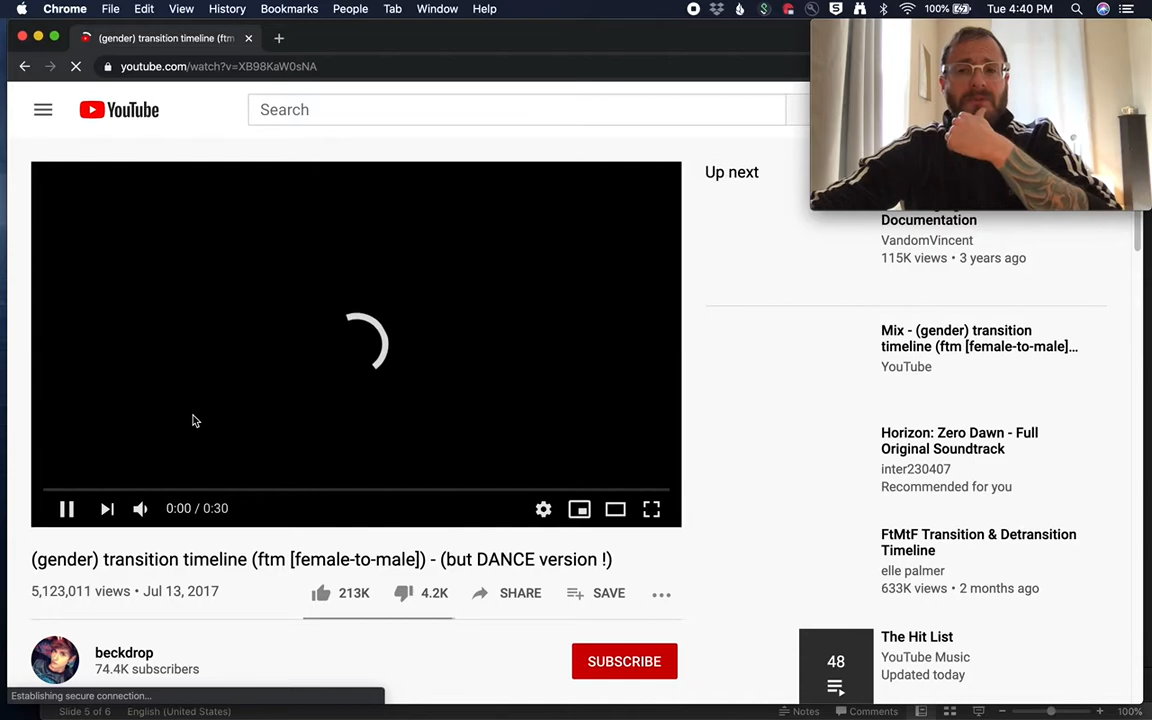 Chrome File Edit View History Bookmarks People Tab Window Help 100% Tue 4:40 PM
(gender) transition timeline (ftm
youtube.com/watch?v=XB98KaW0sNA
YouTube
Search
Up next
Documentation
VandomVincent
115K views • 3 years ago
Mix - (gender) transition
timeline (ftm [female-to-male]...
YouTube
Horizon: Zero Dawn - Full
Original Soundtrack
inter230407
Recommended for you
FtMtF Transition & Detransition
Timeline
elle palmer
633K views • 2 months ago
48
The Hit List
YouTube Music
Updated today
0:00 / 0:30
(gender) transition timeline (ftm [female-to-male]) - (but DANCE version !)
5,123,011 views • Jul 13, 2017
213K 4.2K SHARE SAVE
beckdrop
74.4K subscribers
SUBSCRIBE
Establishing secure connection...
Slide 5 of 6 English (United States) Notes Comments 100%